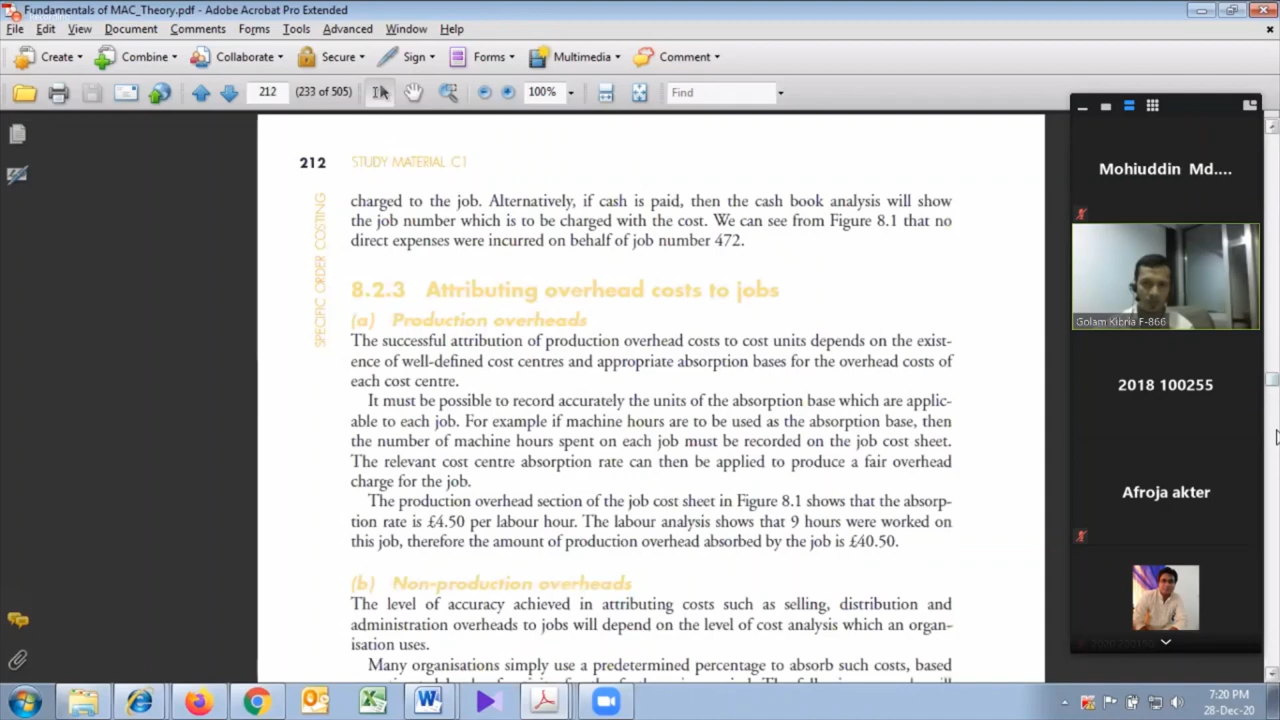 Fundamentals of MAC_Theory.pdf - Adobe Acrobat Pro Extended
File Edit View Document Comments Forms Tools Advanced Window Help
Create Combine Collaborate Secure Sign Forms Multimedia Comment
212 (233 of 505) 100% Find
212 STUDY MATERIAL C1
SPECIFIC ORDER COSTING
charged to the job. Alternatively, if cash is paid, then the cash book analysis will show
the job number which is to be charged with the cost. We can see from Figure 8.1 that no
direct expenses were incurred on behalf of job number 472.
8.2.3 Attributing overhead costs to jobs
(a) Production overheads
The successful attribution of production overhead costs to cost units depends on the exist-
ence of well-defined cost centres and appropriate absorption bases for the overhead costs of
each cost centre.
It must be possible to record accurately the units of the absorption base which are applic-
able to each job. For example if machine hours are to be used as the absorption base, then
the number of machine hours spent on each job must be recorded on the job cost sheet.
The relevant cost centre absorption rate can then be applied to produce a fair overhead
charge for the job.
The production overhead section of the job cost sheet in Figure 8.1 shows that the absorp-
tion rate is £4.50 per labour hour. The labour analysis shows that 9 hours were worked on
this job, therefore the amount of production overhead absorbed by the job is £40.50.
(b) Non-production overheads
The level of accuracy achieved in attributing costs such as selling, distribution and
administration overheads to jobs will depend on the level of cost analysis which an organ-
isation uses.
Many organisations simply use a predetermined percentage to absorb such costs, based
Mohiuddin Md....
Golam Kibria F-866
2018 100255
Afroja akter
7:20 PM
28-Dec-20